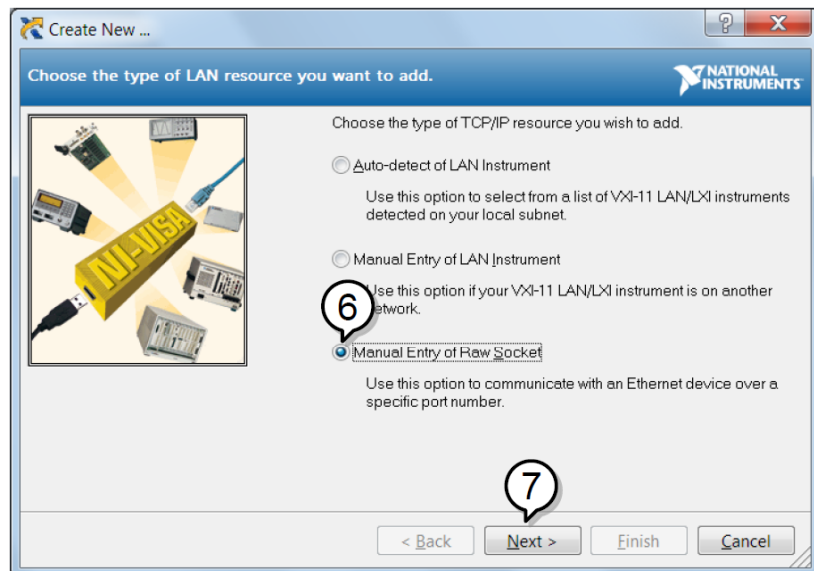 Create New ...
Choose the type of LAN resource you want to add.
NATIONAL
INSTRUMENTS
NI-VISA
Choose the type of TCP/IP resource you wish to add.
Auto-detect of LAN Instrument
Use this option to select from a list of VXI-11 LAN/LXI instruments
detected on your local subnet.
Manual Entry of LAN Instrument
Use this option if your VXI-11 LAN/LXI instrument is on another
network.
6
Manual Entry of Raw Socket
Use this option to communicate with an Ethernet device over a
specific port number.
7
< Back
Next >
Finish
Cancel